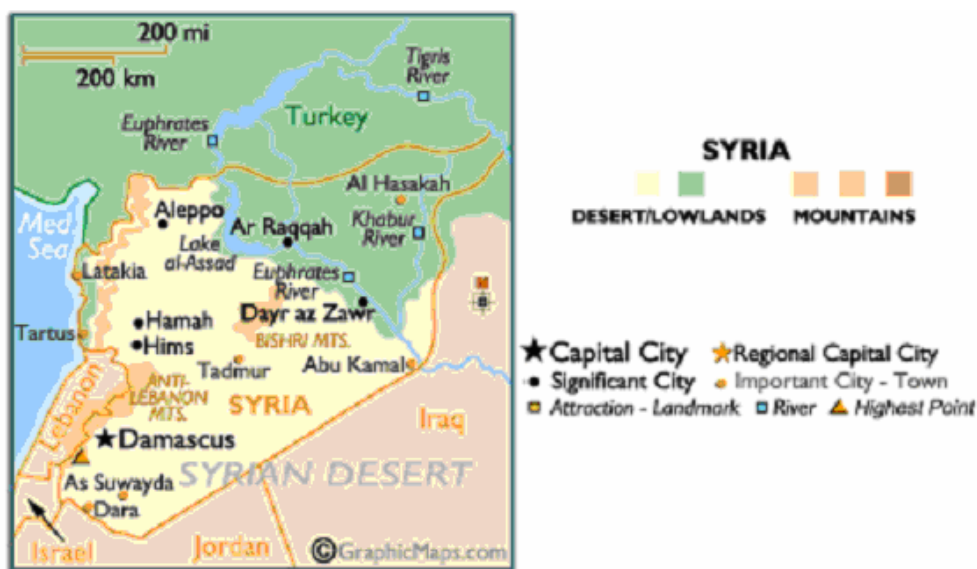 200 mi
200 km
Tigris
River
Euphrates
River
Turkey
Al Hasakah
Aleppo
Khabur
River
Ar Raqqah
Med.
Sea
Lake
al-Assad
Latakia
Euphrates
River
Dayr az Zawr
Hamah
Tartus
Hims
BISHRI MTS.
Tadmur
Abu Kamal
ANTI-
LEBANON
MTS.
SYRIA
Lebanon
Iraq
Damascus
SYRIAN DESERT
As Suwayda
Dara
Israel
Jordan
©GraphicMaps.com
SYRIA
DESERT/LOWLANDS MOUNTAINS
Capital City Regional Capital City
Significant City Important City - Town
Attraction - Landmark River Highest Point